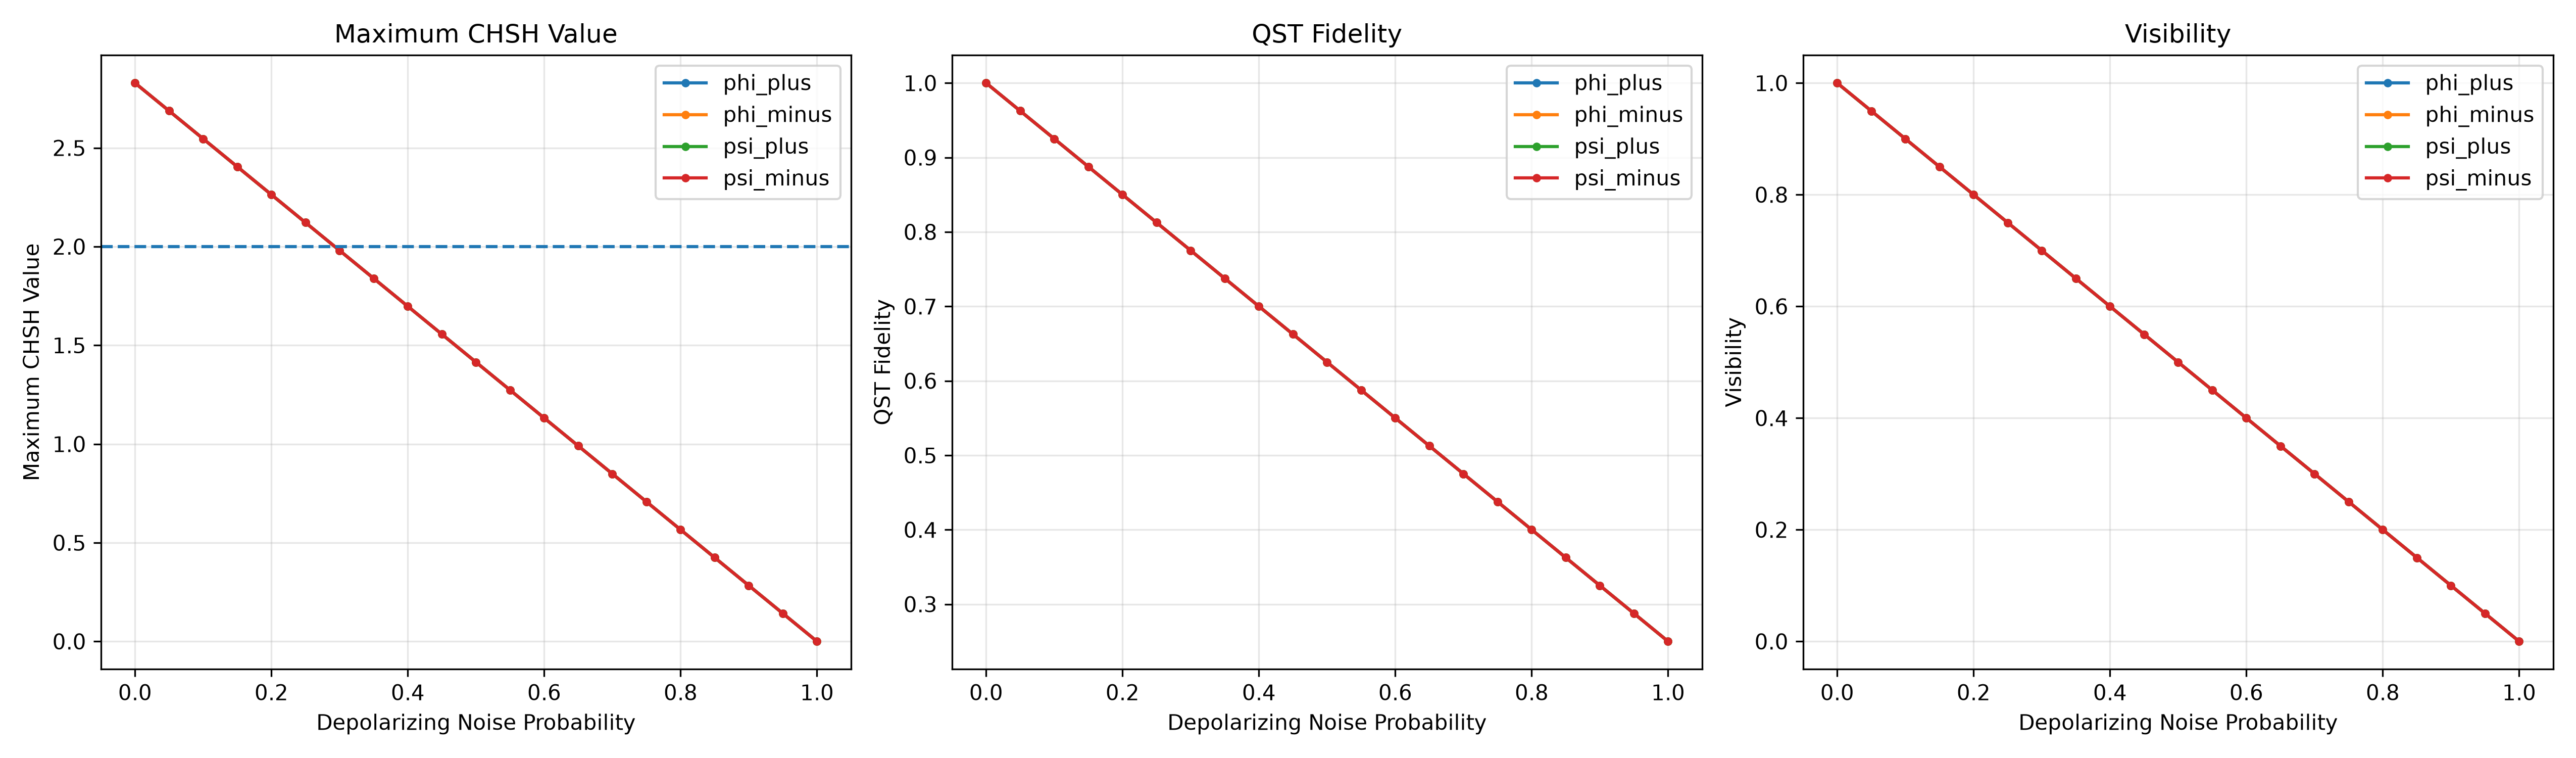 Maximum CHSH Value
Maximum CHSH Value
2.5
2.0
1.5
1.0
0.5
0.0
0.0 0.2 0.4 0.6 0.8 1.0
Depolarizing Noise Probability
phi_plus
phi_minus
psi_plus
psi_minus
QST Fidelity
QST Fidelity
1.0
0.9
0.8
0.7
0.6
0.5
0.4
0.3
0.0 0.2 0.4 0.6 0.8 1.0
Depolarizing Noise Probability
phi_plus
phi_minus
psi_plus
psi_minus
Visibility
Visibility
1.0
0.8
0.6
0.4
0.2
0.0
0.0 0.2 0.4 0.6 0.8 1.0
Depolarizing Noise Probability
phi_plus
phi_minus
psi_plus
psi_minus